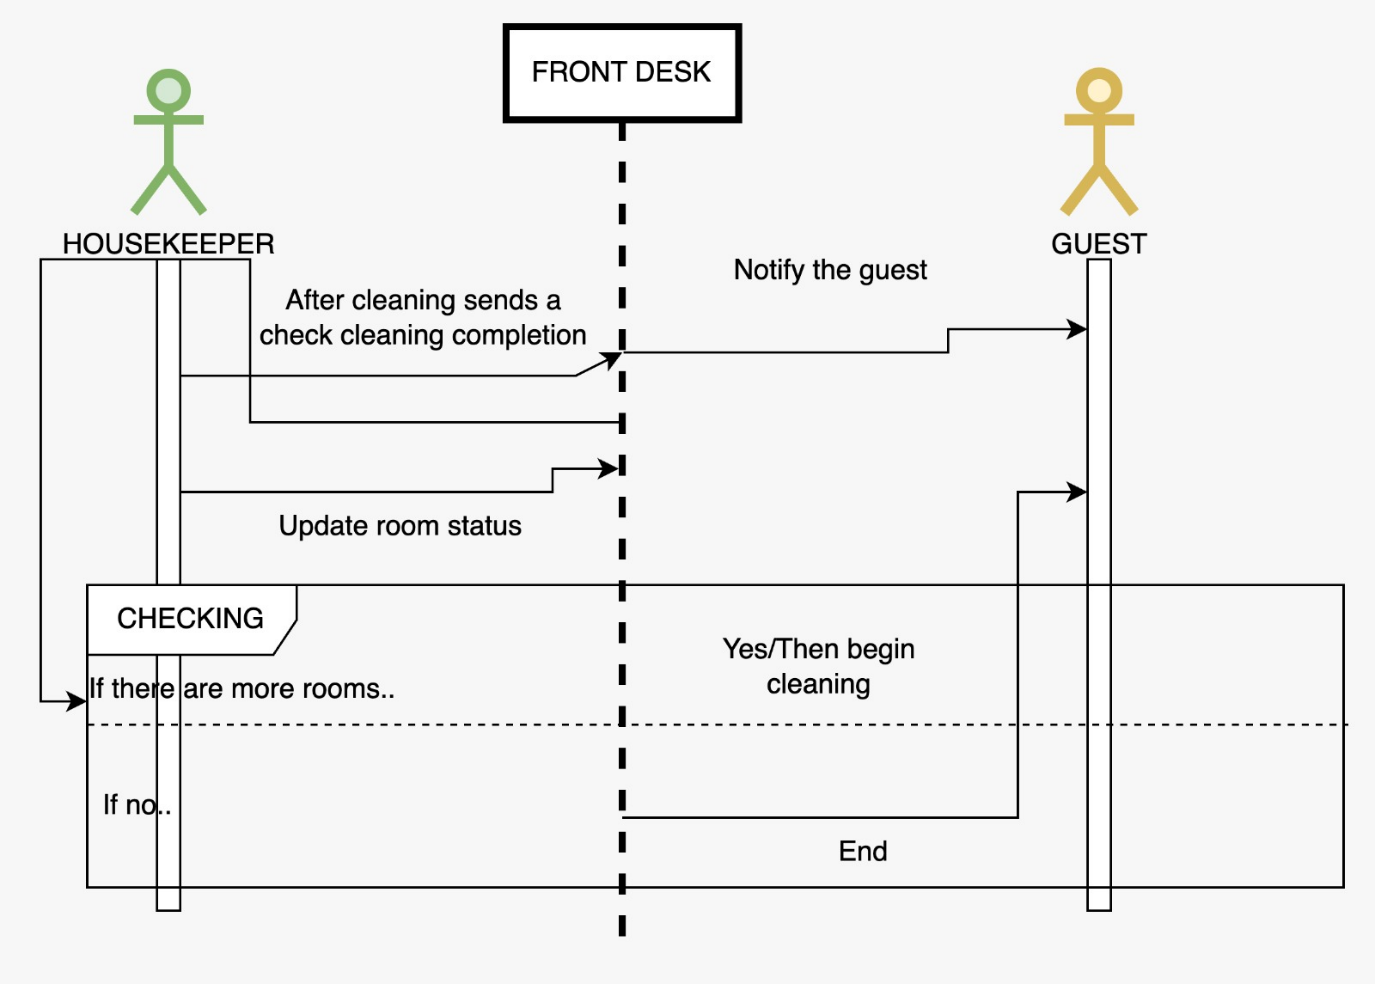 FRONT DESK
HOUSEKEEPER
GUEST
Notify the guest
After cleaning sends a
check cleaning completion
Update room status
CHECKING
Yes/Then begin
cleaning
If there are more rooms..
If no..
End